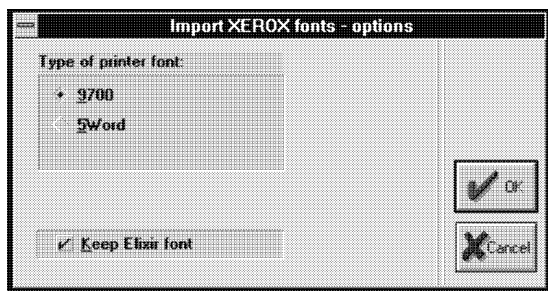 Import XEROX fonts - options
Type of printer font:
9700
5Word
Keep Elixir font
OK
Cancel